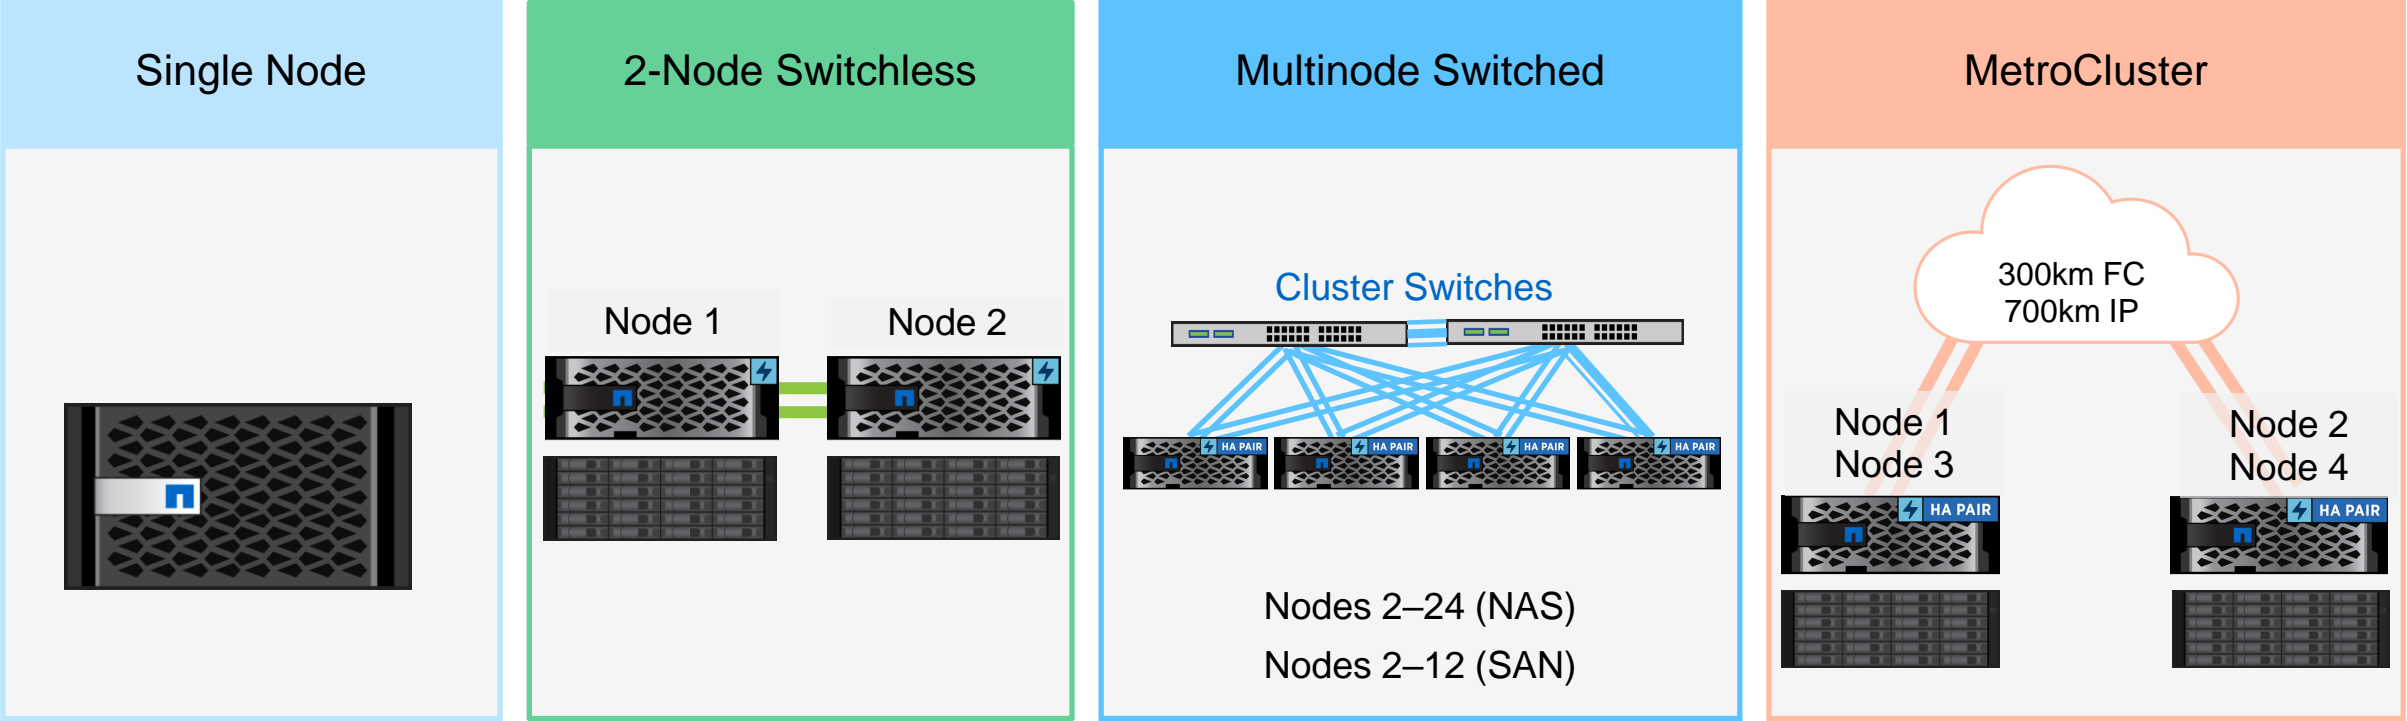 Single Node
2-Node Switchless
Node 1
Node 2
Multinode Switched
Cluster Switches
HA PAIR
HA PAIR
HA PAIR
HA PAIR
Nodes 2–24 (NAS)
Nodes 2–12 (SAN)
MetroCluster
300km FC
700km IP
Node 1
Node 3
HA PAIR
Node 2
Node 4
HA PAIR